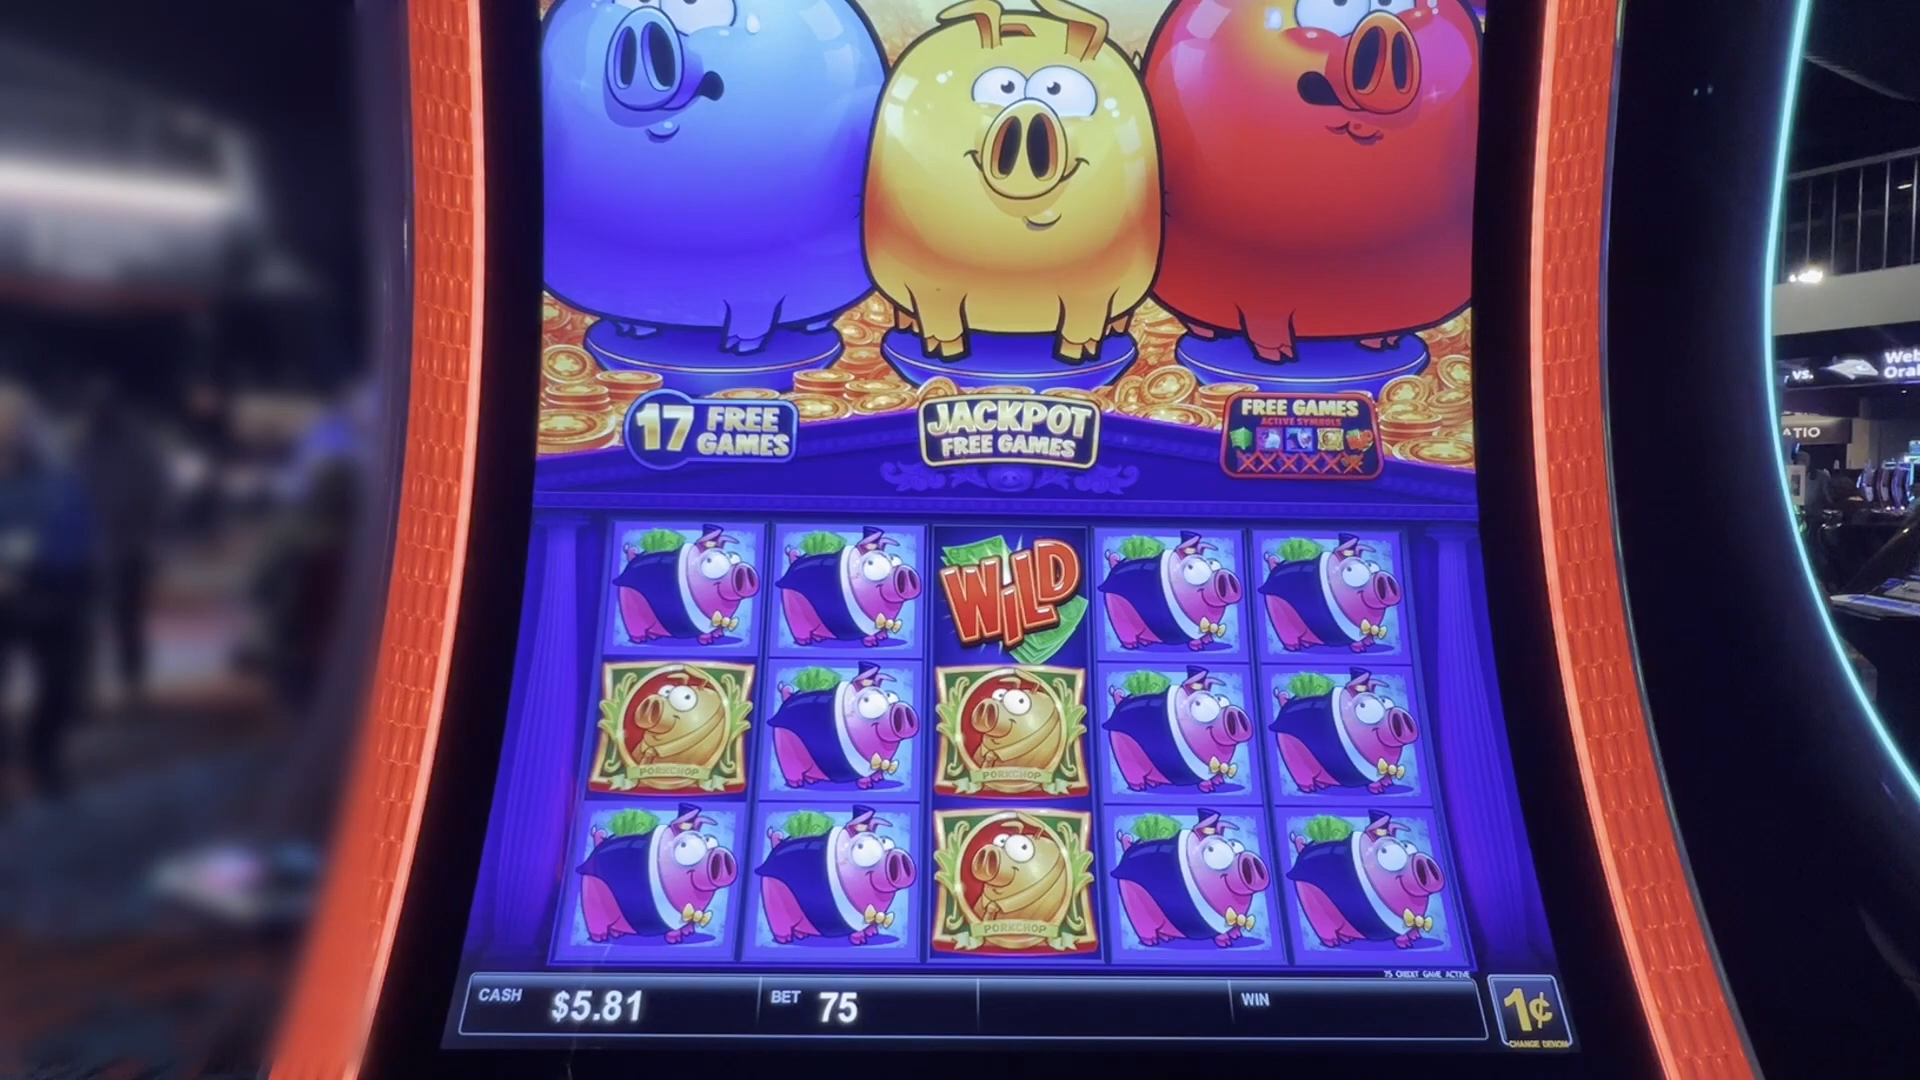 17 FREE
GAMES
JACKPOT
FREE GAMES
FREE GAMES
ACTIVE SYMBOLS
WILD
PORKCHOP
PORKCHOP
PORKCHOP
75 CREDIT GAME ACTIVE
CASH $5.81
BET 75
WIN
1¢
CHANGE DENOM
vs.